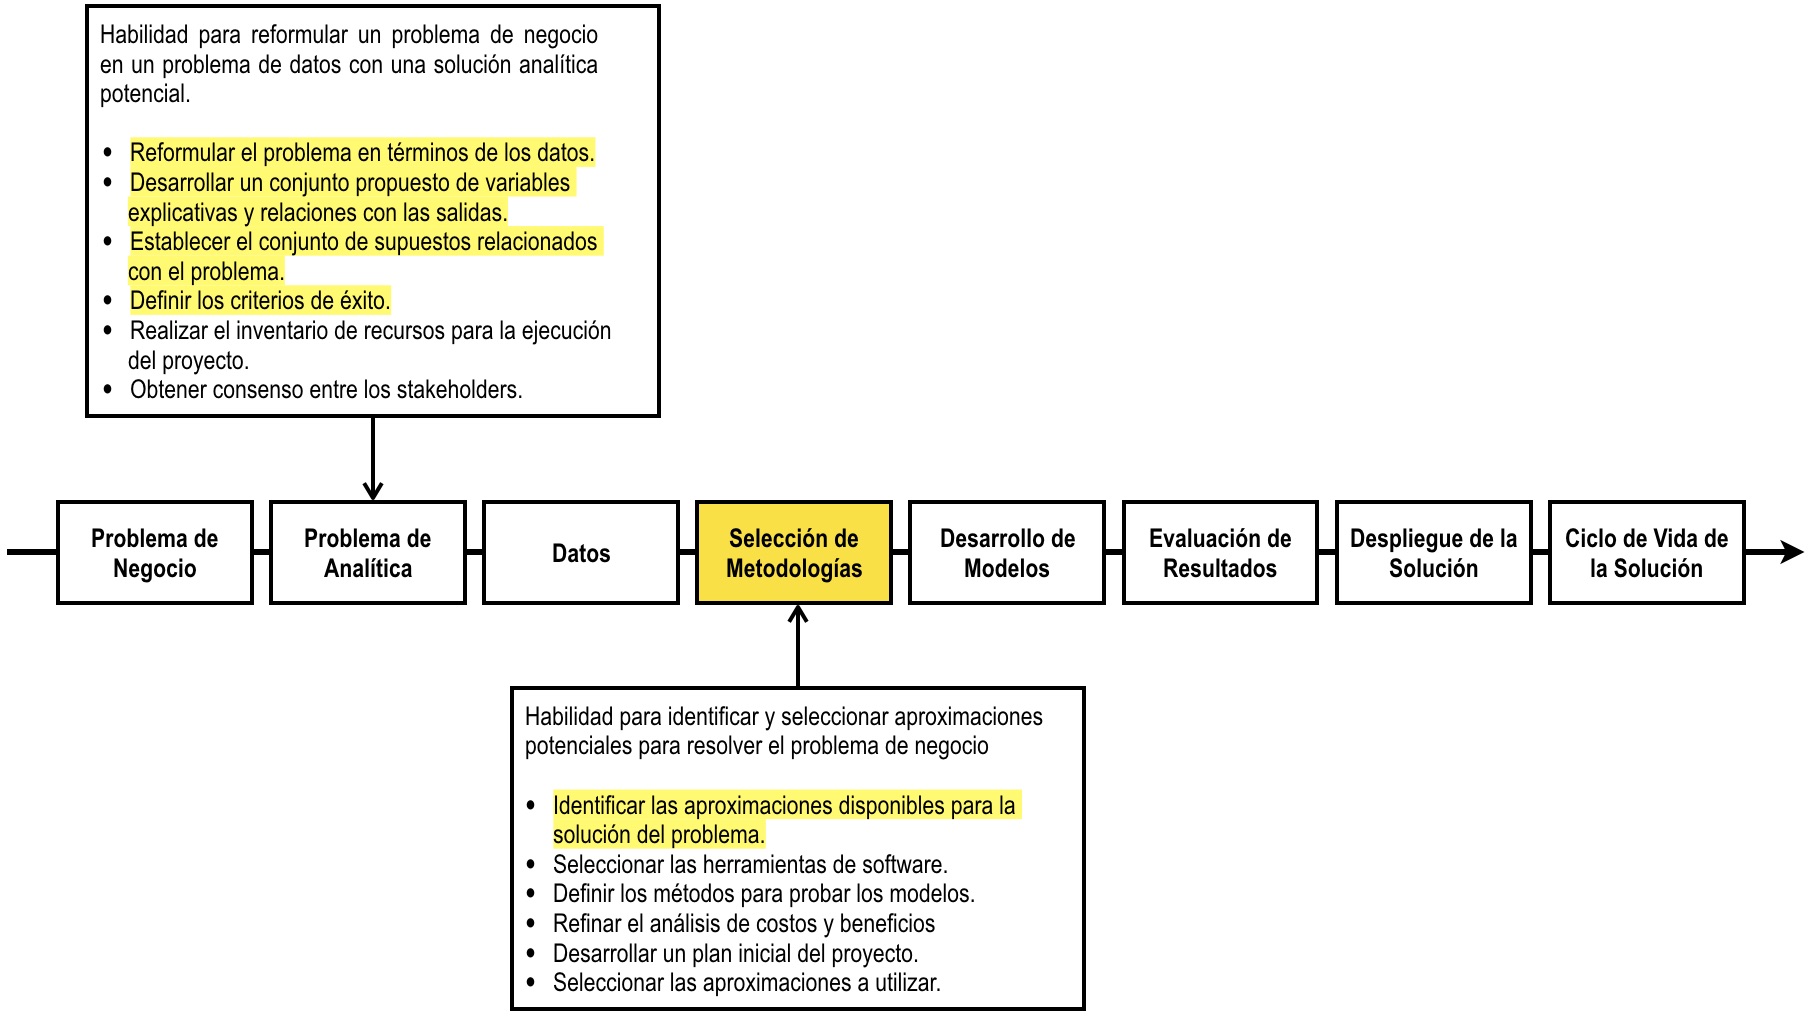 Habilidad para reformular un problema de negocio
en un problema de datos con una solución analítica
potencial.
• Reformular el problema en términos de los datos.
• Desarrollar un conjunto propuesto de variables
explicativas y relaciones con las salidas.
• Establecer el conjunto de supuestos relacionados
con el problema.
• Definir los criterios de éxito.
• Realizar el inventario de recursos para la ejecución
del proyecto.
• Obtener consenso entre los stakeholders.
Problema de
Negocio
Problema de
Analítica
Datos
Selección de
Metodologías
Desarrollo de
Modelos
Evaluación de
Resultados
Despliegue de la
Solución
Ciclo de Vida de
la Solución
Habilidad para identificar y seleccionar aproximaciones
potenciales para resolver el problema de negocio
• Identificar las aproximaciones disponibles para la
solución del problema.
• Seleccionar las herramientas de software.
• Definir los métodos para probar los modelos.
• Refinar el análisis de costos y beneficios
• Desarrollar un plan inicial del proyecto.
• Seleccionar las aproximaciones a utilizar.